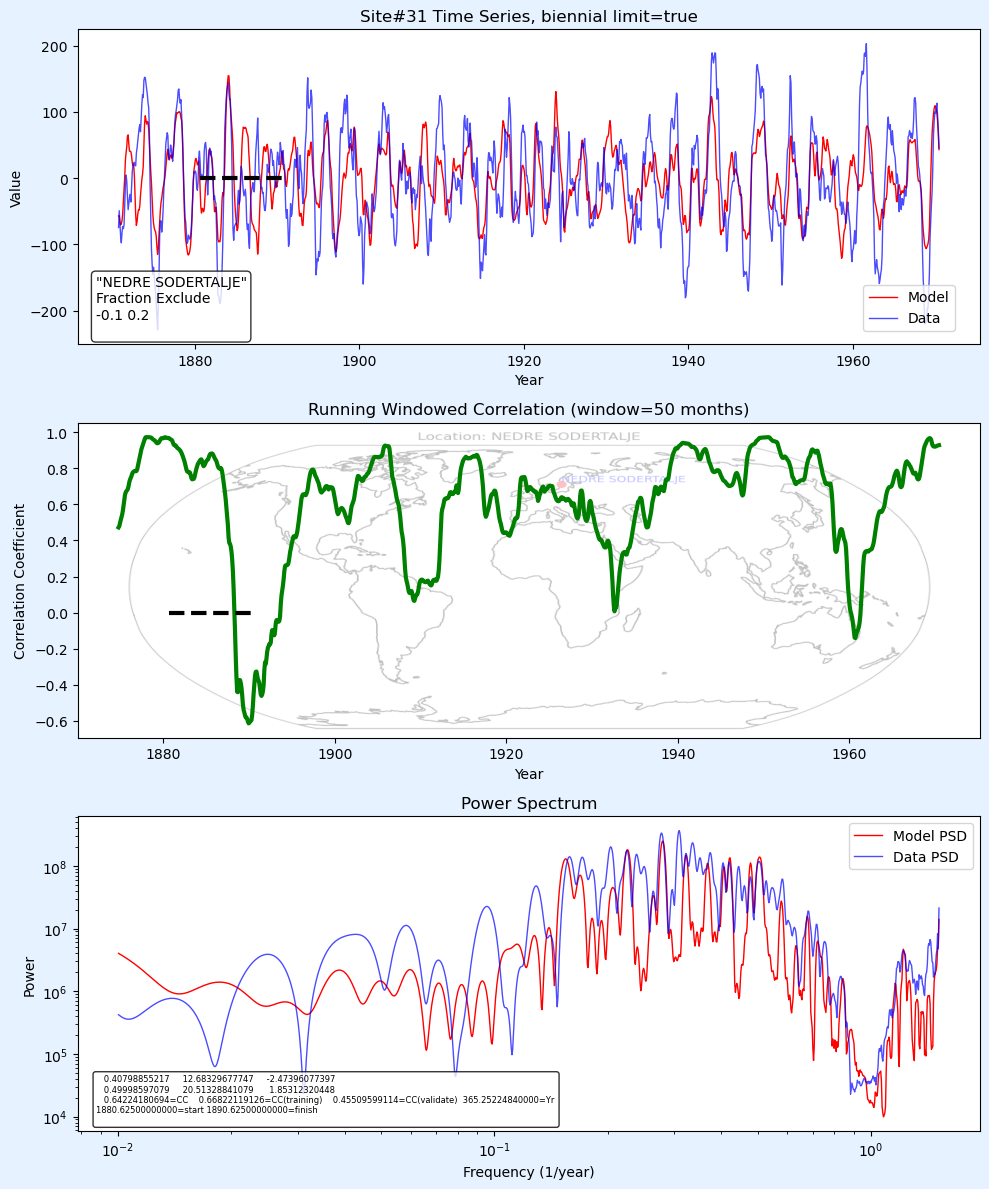 Site#31 Time Series, biennial limit=true
200
100
0
−100
−200
Value
"NEDRE SODERTALJE"
Fraction Exclude
-0.1 0.2
Model
Data
1880
1900
1920
1940
1960
Year
Running Windowed Correlation (window=50 months)
1.0
0.8
0.6
0.4
0.2
0.0
−0.2
−0.4
−0.6
Correlation Coefficient
Location: NEDRE SODERTALJE
NEDRE SODERTALJE
1880
1900
1920
1940
1960
Year
Power Spectrum
10^8
10^7
10^6
10^5
10^4
Power
Model PSD
Data PSD
0.40798855217 12.68329677747 -2.47396077397
0.49998597079 20.51328841079 1.85312320448
0.64224180694=CC 0.66822119126=CC(training) 0.45509599114=CC(validate) 365.25224840000=Yr
1880.62500000000=start 1890.62500000000=finish
10^−2
10^−1
10^0
Frequency (1/year)